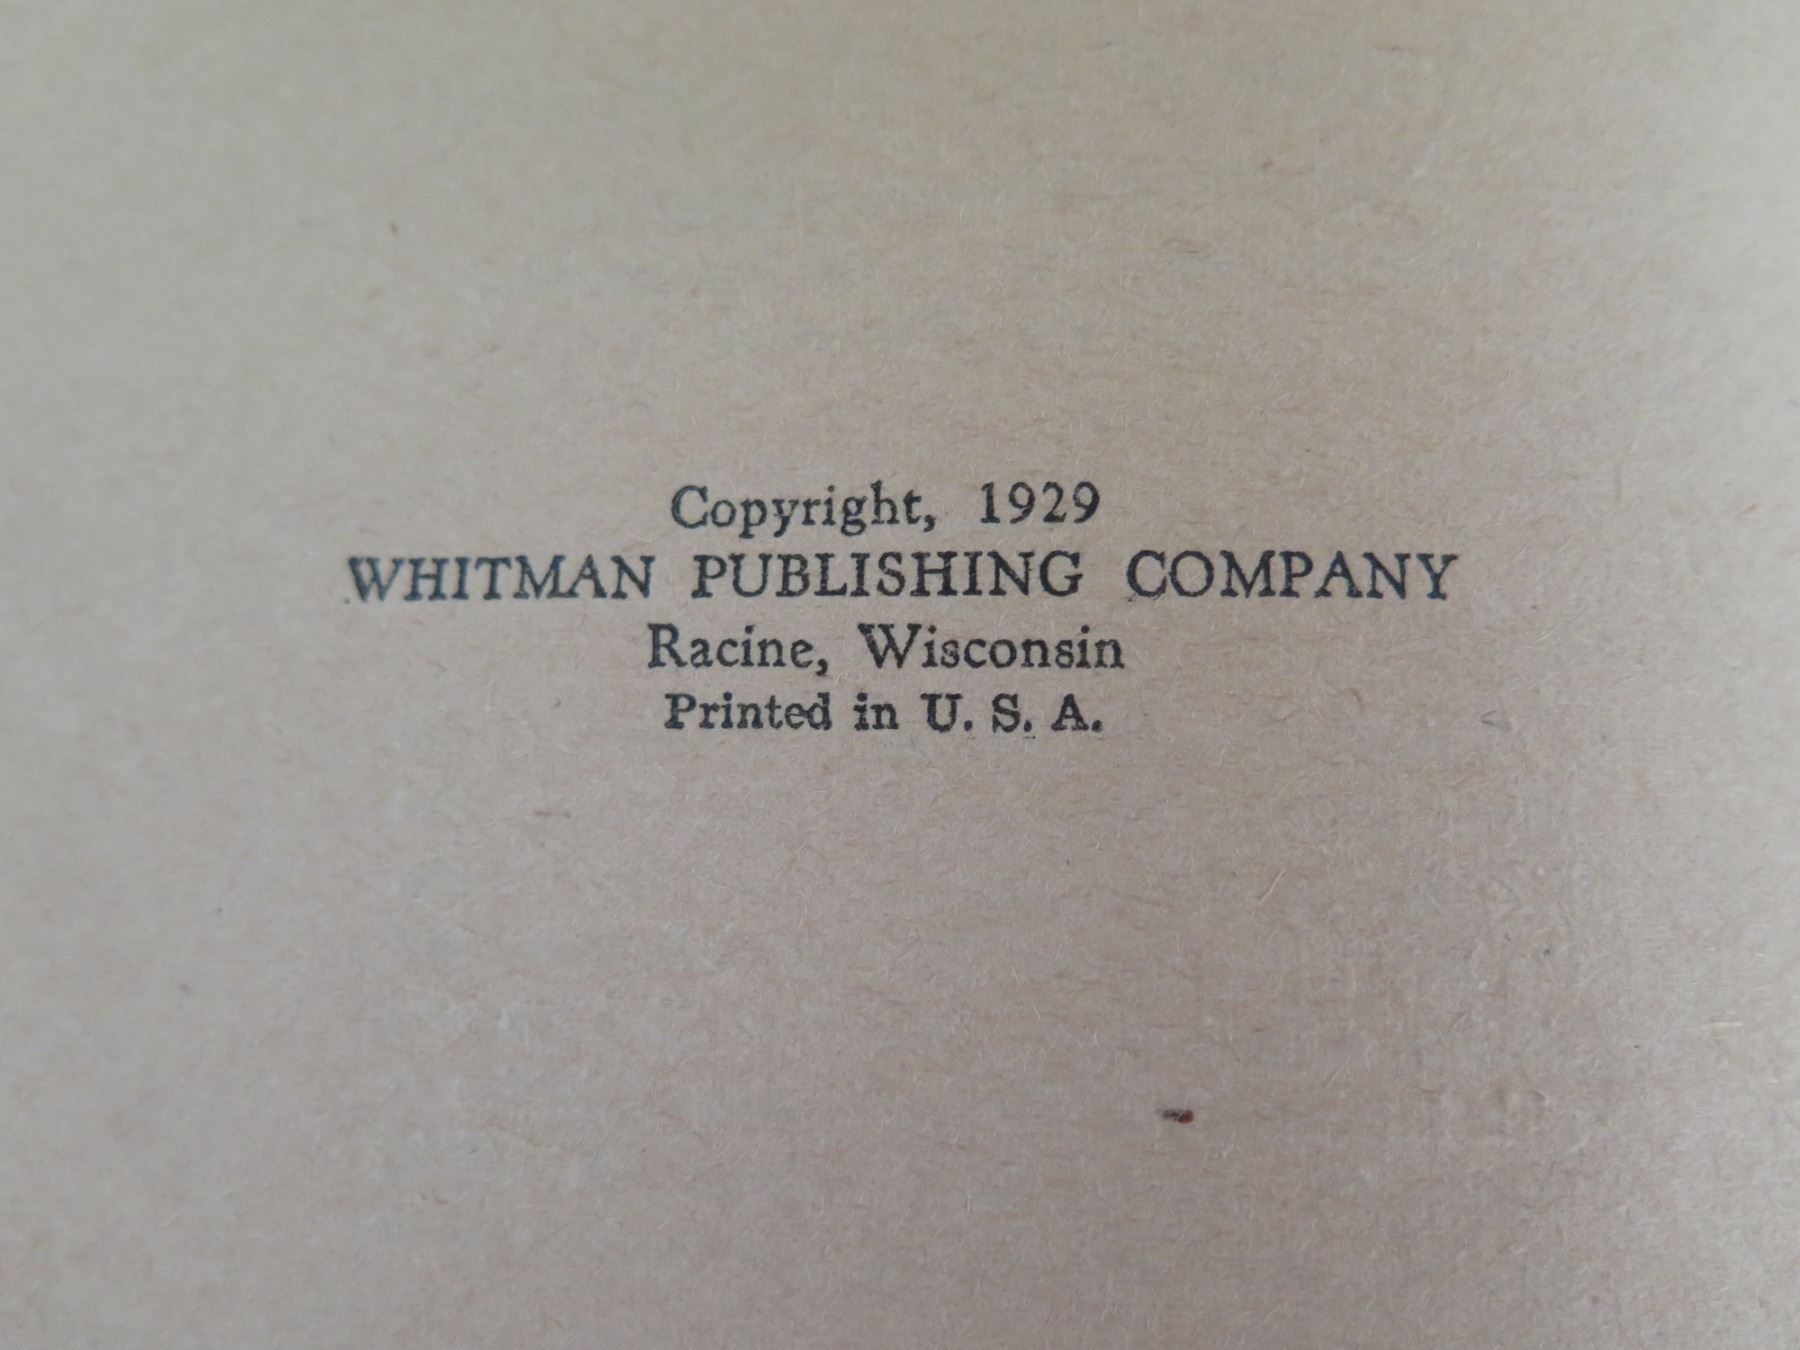 Copyright, 1929
WHITMAN PUBLISHING COMPANY
Racine, Wisconsin
Printed in U. S. A.